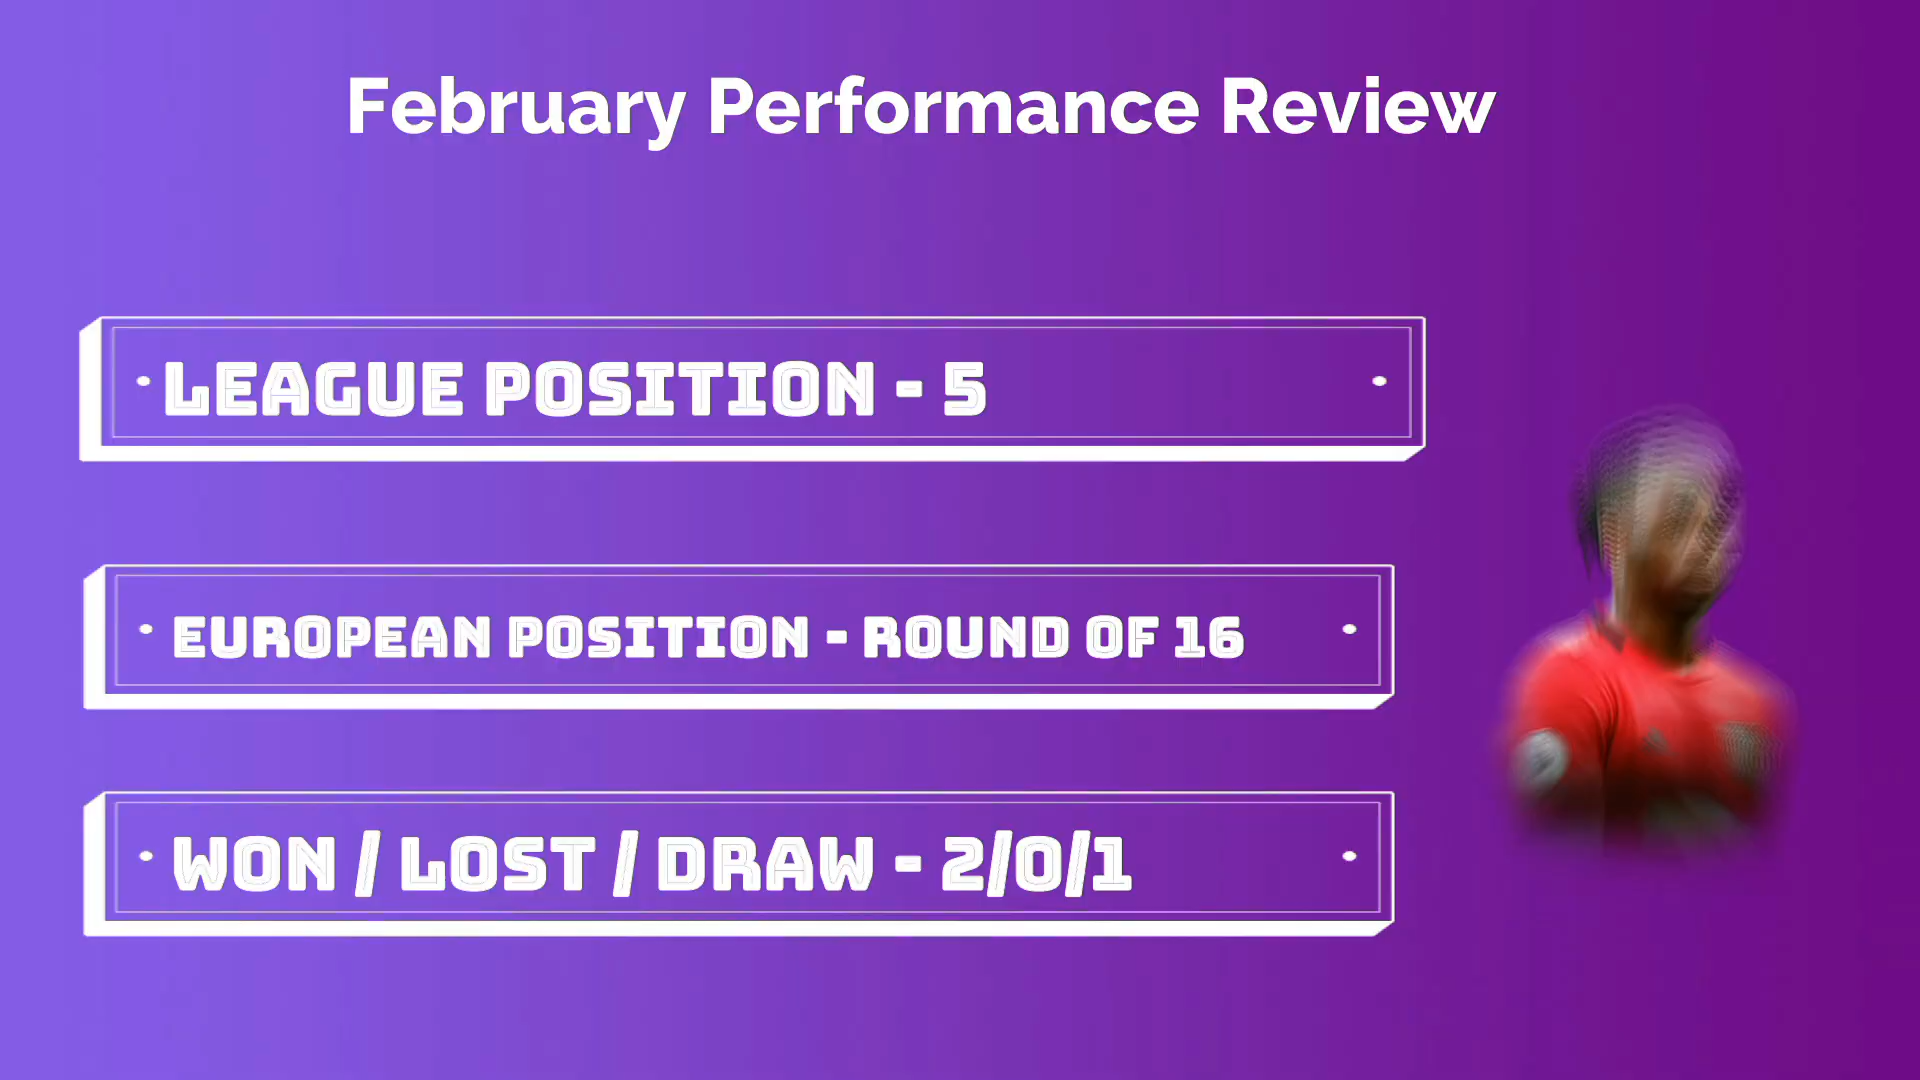 February Performance Review
LEAGUE POSITION - 5
EUROPEAN POSITION - ROUND OF 16
WON / LOST / DRAW - 2/0/1